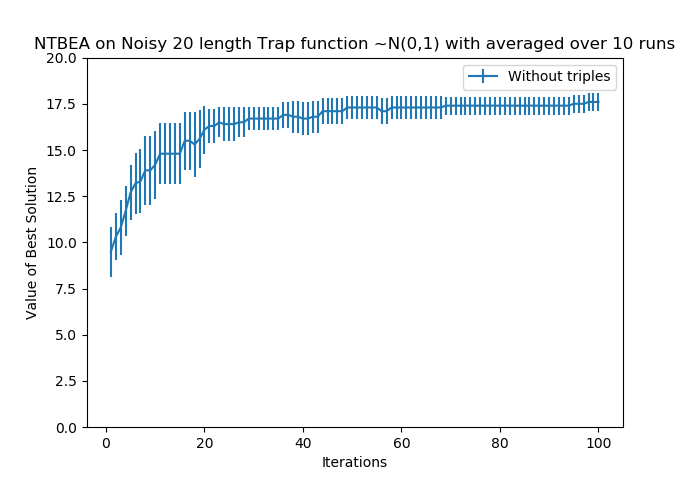 NTBEA on Noisy 20 length Trap function ~N(0,1) with averaged over 10 runs
20.0
Without triples
17.5
15.0
12.5
10.0
7.5
5.0
2.5
0.0
Value of Best Solution
0 20 40 60 80 100
Iterations